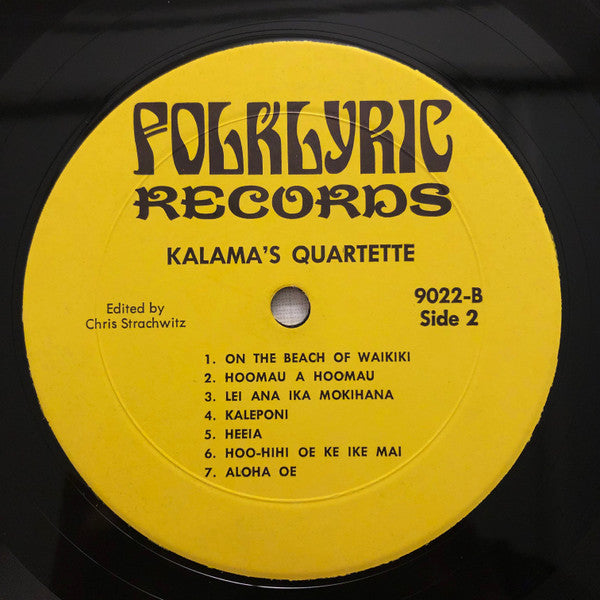 FOLKLYRIC
RECORDS
KALAMA'S QUARTETTE
Edited by
Chris Strachwitz
9022-B
Side 2
1. ON THE BEACH OF WAIKIKI
2. HOOMAU A HOOMAU
3. LEI ANA IKA MOKIHANA
4. KALEPONI
5. HEEIA
6. HOO-HIHI OE KE IKE MAI
7. ALOHA OE